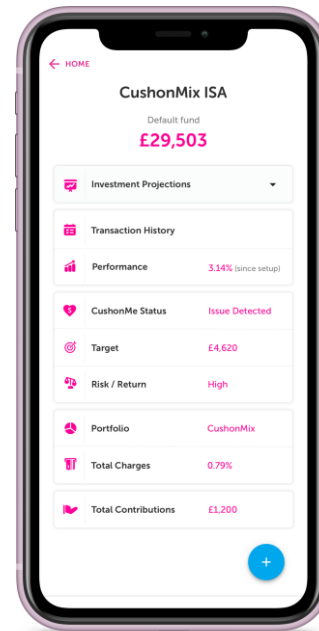 ← HOME
CushonMix ISA
Default fund
£29,503
Investment Projections
Transaction History
Performance 3.14% (since setup)
CushonMe Status Issue Detected
Target £4,620
Risk / Return High
Portfolio CushonMix
Total Charges 0.79%
Total Contributions £1,200
+